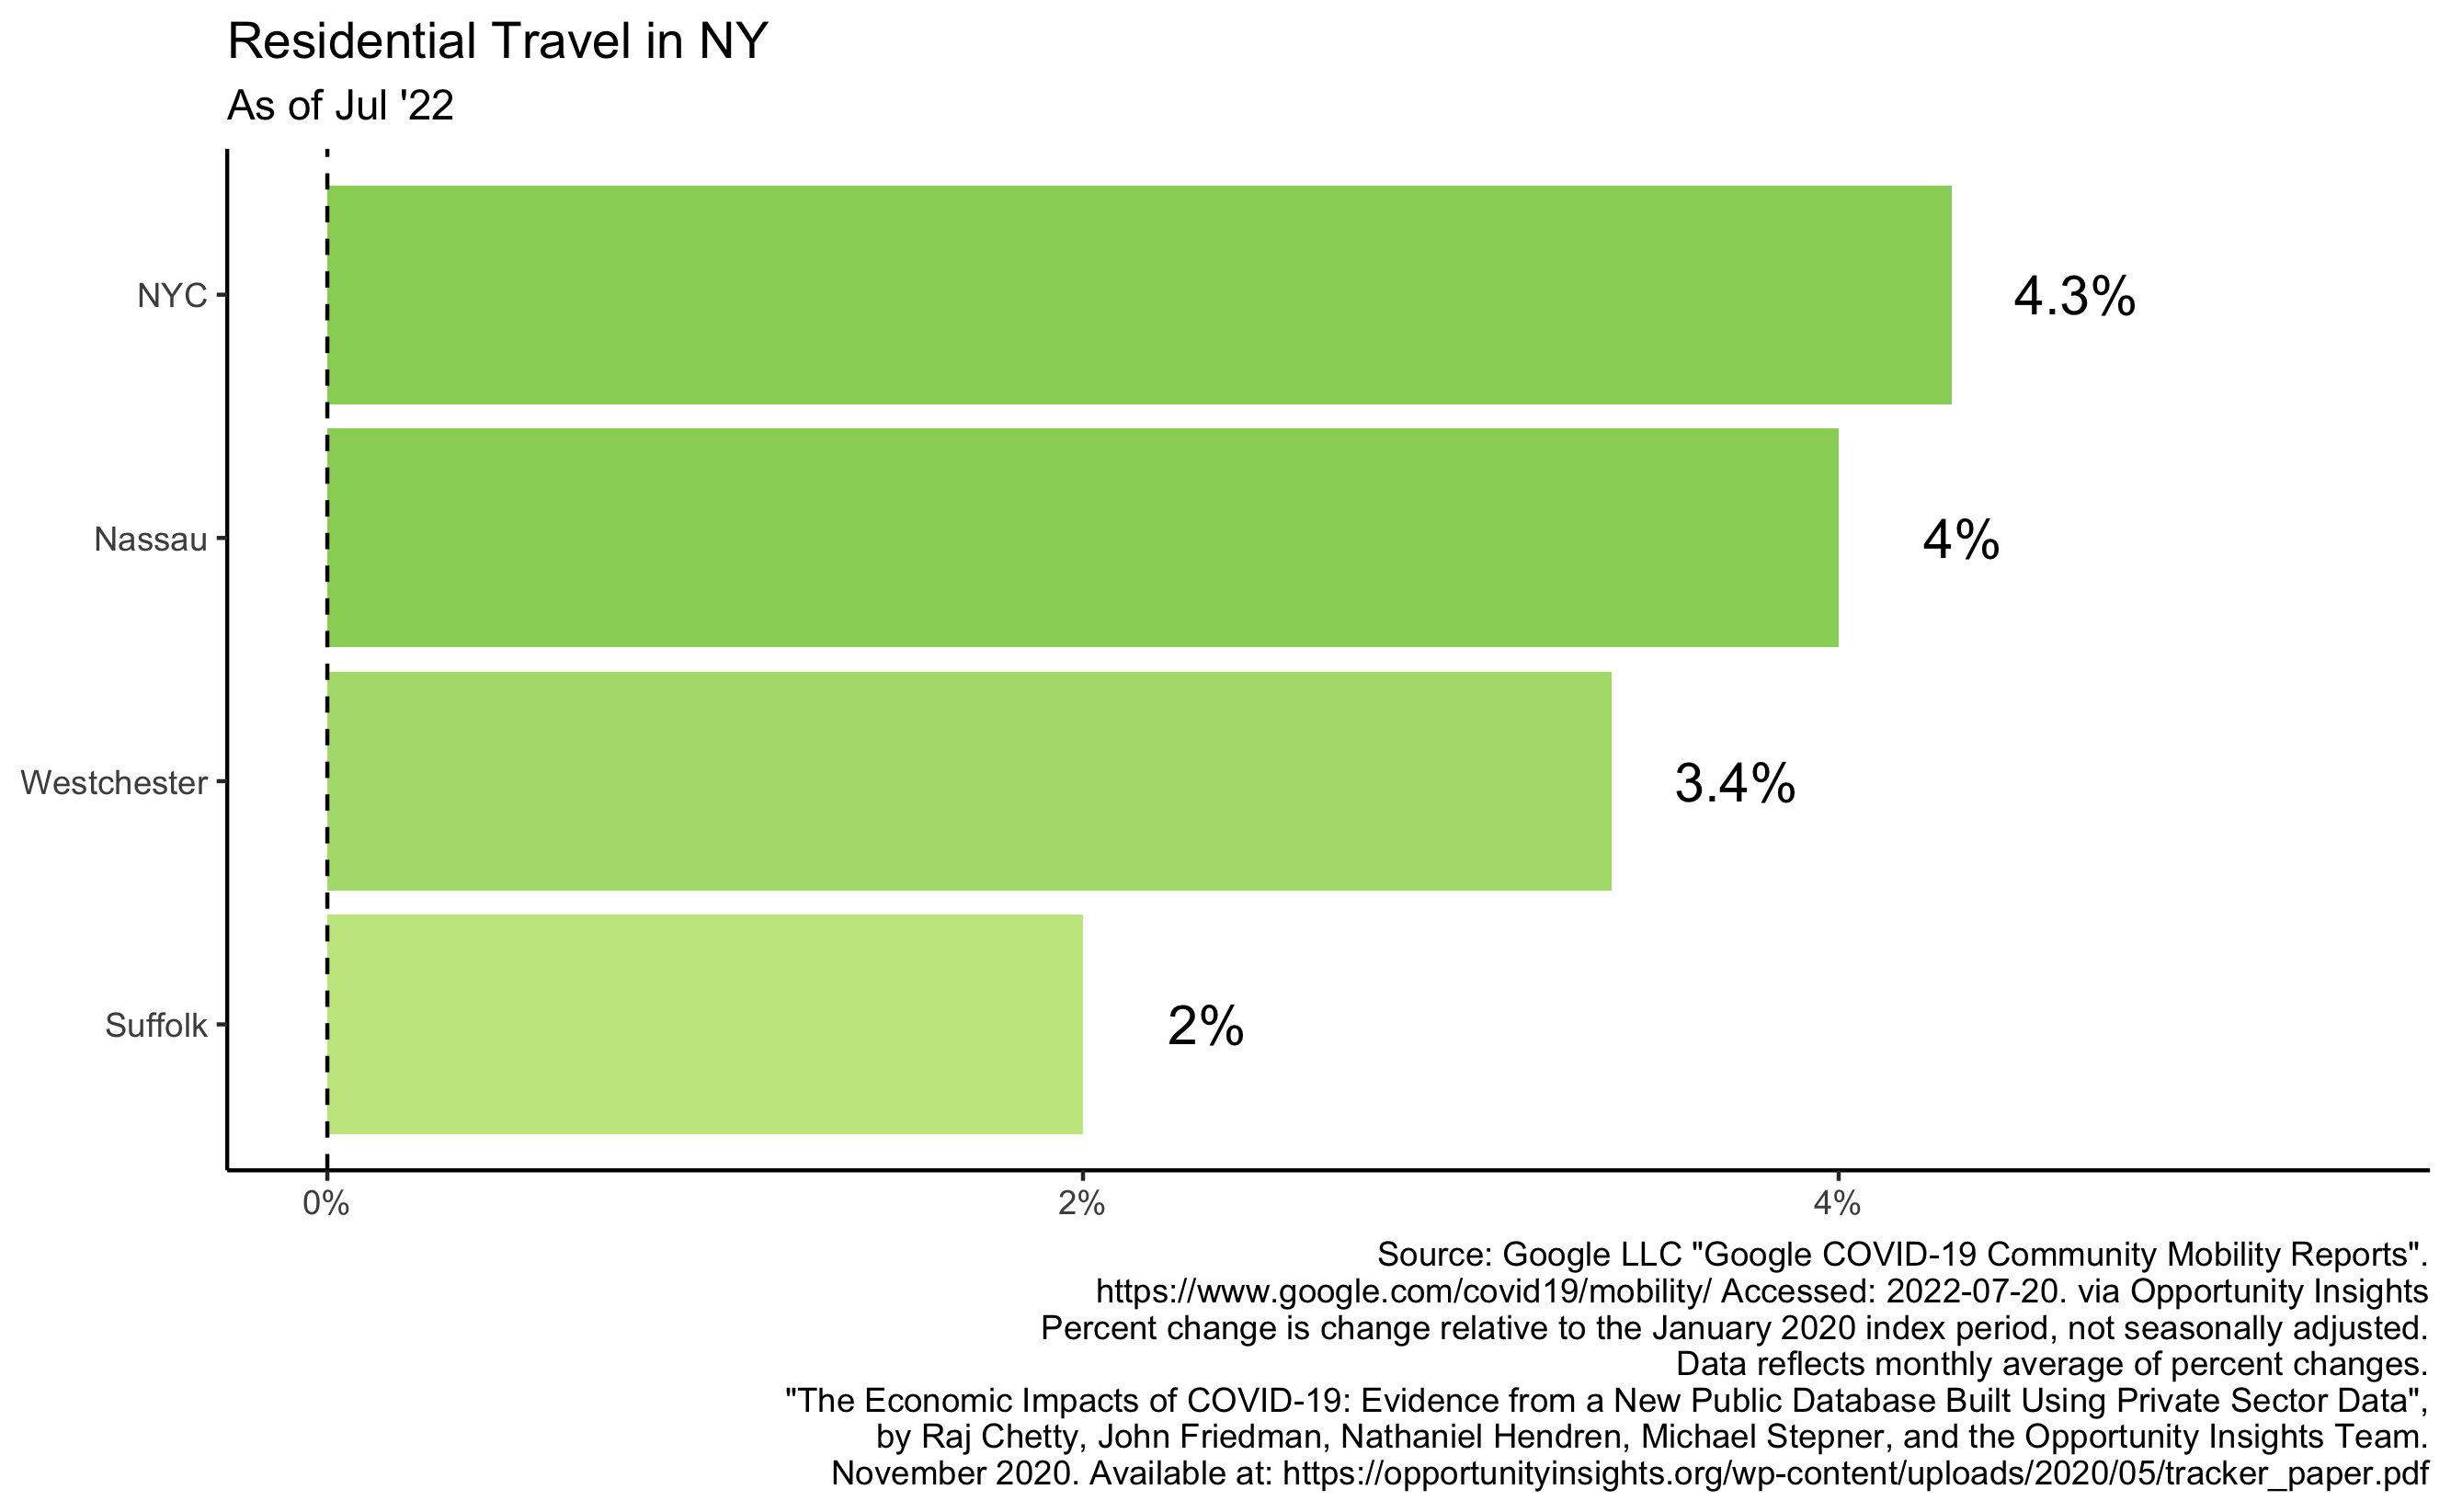 Residential Travel in NY
As of Jul '22
NYC
4.3%
Nassau
4%
Westchester
3.4%
Suffolk
2%
0%
2%
4%
Source: Google LLC "Google COVID-19 Community Mobility Reports".
https://www.google.com/covid19/mobility/ Accessed: 2022-07-20. via Opportunity Insights
Percent change is change relative to the January 2020 index period, not seasonally adjusted.
Data reflects monthly average of percent changes.
"The Economic Impacts of COVID-19: Evidence from a New Public Database Built Using Private Sector Data",
by Raj Chetty, John Friedman, Nathaniel Hendren, Michael Stepner, and the Opportunity Insights Team.
November 2020. Available at: https://opportunityinsights.org/wp-content/uploads/2020/05/tracker_paper.pdf